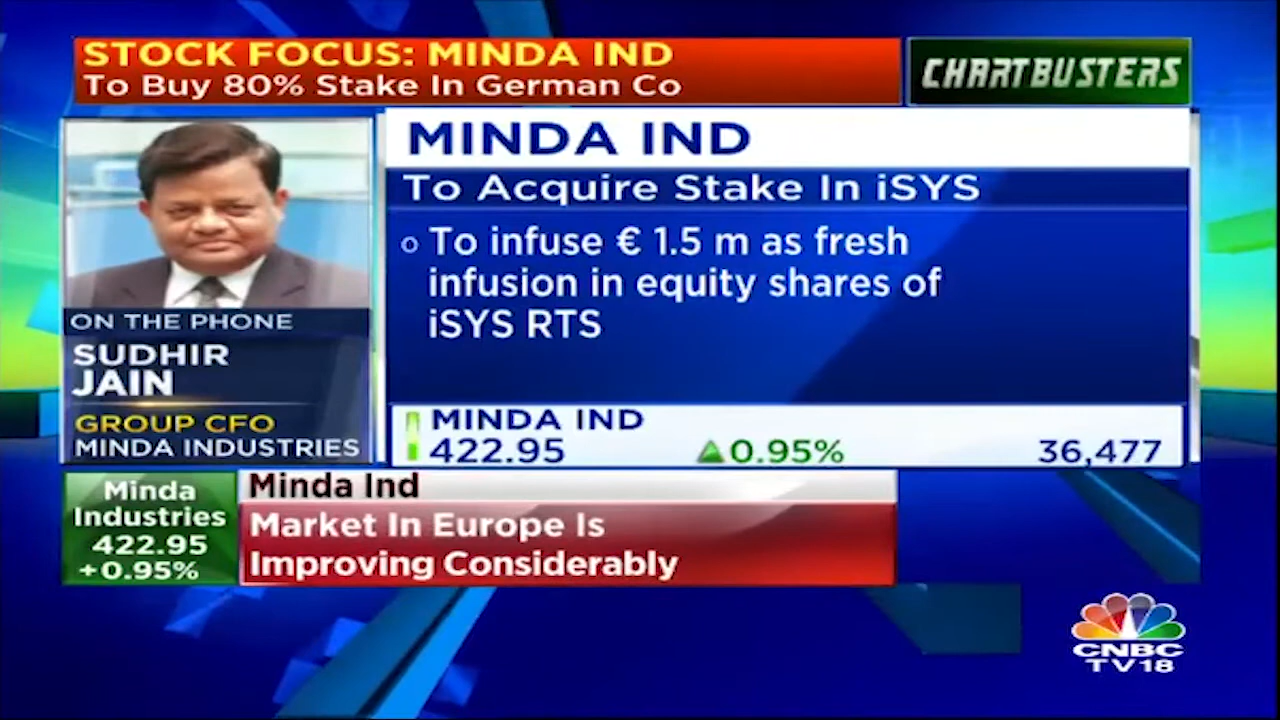 STOCK FOCUS: MINDA IND
To Buy 80% Stake In German Co
CHARTBUSTERS
MINDA IND
To Acquire Stake In iSYS
o To infuse € 1.5 m as fresh
infusion in equity shares of
iSYS RTS
ON THE PHONE
SUDHIR
JAIN
GROUP CFO
MINDA INDUSTRIES
MINDA IND
422.95 ▲0.95% 36,477
Minda
Industries
422.95
+0.95%
Minda Ind
Market In Europe Is
Improving Considerably
CNBC
TV18